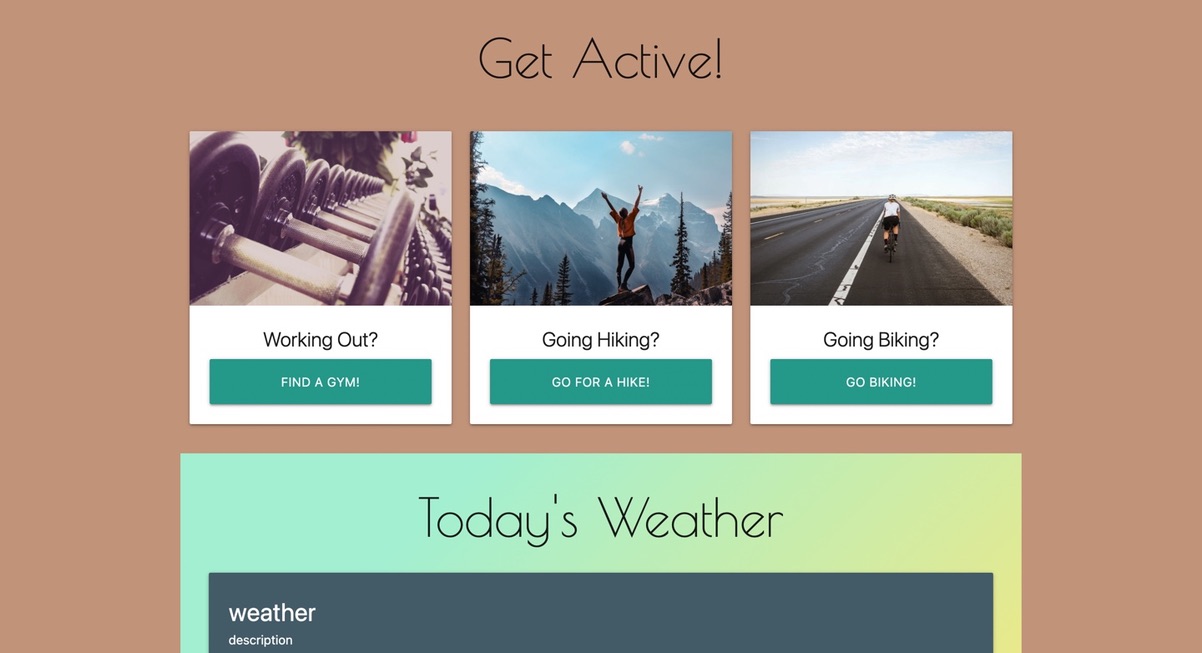 Get Active!
Working Out?
FIND A GYM!
Going Hiking?
GO FOR A HIKE!
Going Biking?
GO BIKING!
Today's Weather
weather
description